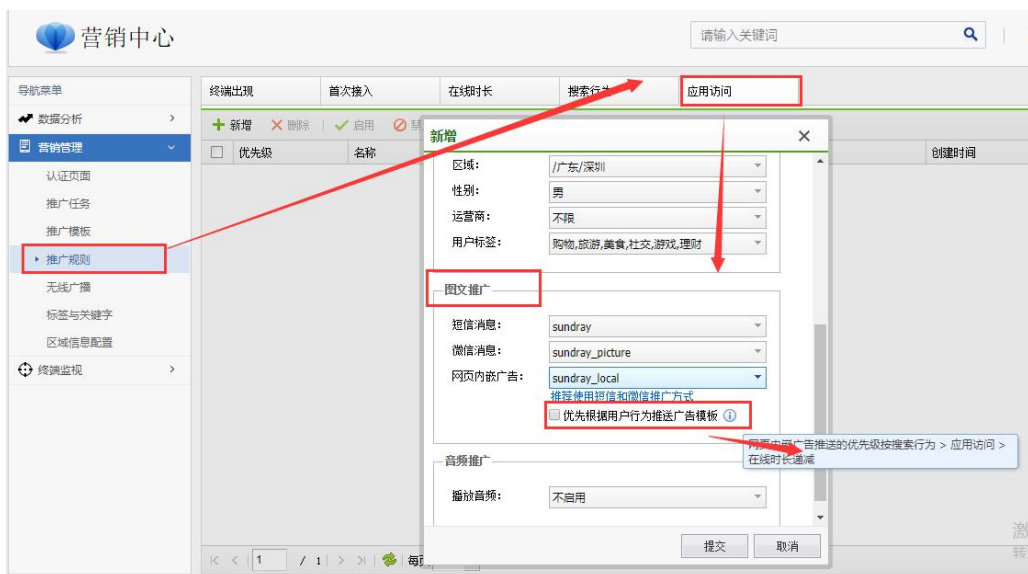 营销中心
请输入关键词
导航菜单
数据分析
营销管理
认证页面
推广任务
推广模板
推广规则
无线广播
标签与关键字
区域信息配置
终端监视
终端出现 首次接入 在线时长 搜索行为 应用访问
新增 删除 启用 禁
优先级 名称 创建时间
新增
区域: /广东/深圳
性别: 男
运营商: 不限
用户标签: 购物,旅游,美食,社交,游戏,理财
图文推广
短信消息: sundray
微信消息: sundray_picture
网页内嵌广告: sundray_local
推荐使用短信和微信推广方式
优先根据用户行为推送广告模板
网页内嵌广告推送的优先级按搜索行为 > 应用访问 >
在线时长递减
音频推广
播放音频: 不启用
提交 取消
1 / 1 每页
激
转